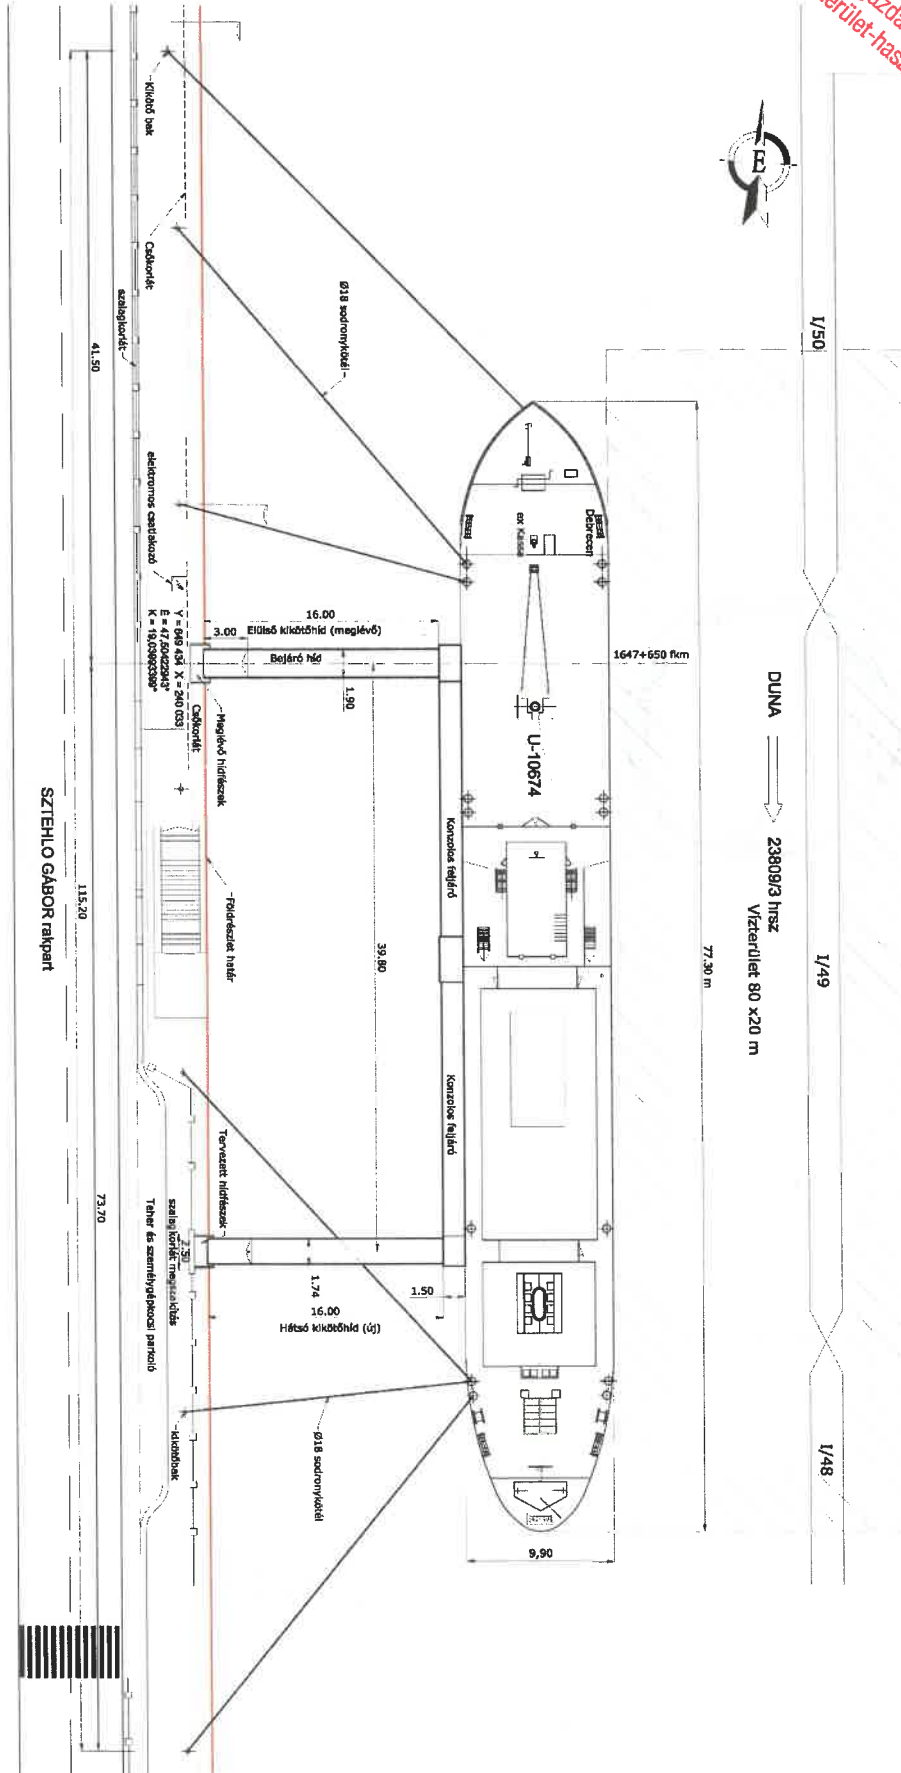 terület-has
I/50
I/49
I/48
É
DUNA
23809/3 hrsz
Vízterület 80 x20 m
77.30 m
1647+650 fkm
Debrecen
ex Kassa
U-10674
Kikötő bak
Csőkorlát
szalagkorlát
Ø18 sodronykötél
41.50
elektromos csatlakozó
16.00
Elülső kikötőhíd (meglévő)
3.00
Bejáró híd
1.90
Y = 649 434 X = 240 033
Meglévő hídfészek
Csőkorlát
Konzolos feljáró
Földrészlet határ
39.80
Konzolos feljáró
115.20
SZTEHLO GÁBOR rakpart
73.70
Tervezett hídfészek
szalagkorlát megszakítás
2.50
Teher és személygépkocsi parkoló
1.74
1.50
16.00
Hátsó kikötőhíd (új)
kikötőbak
Ø18 sodronykötél
9,90